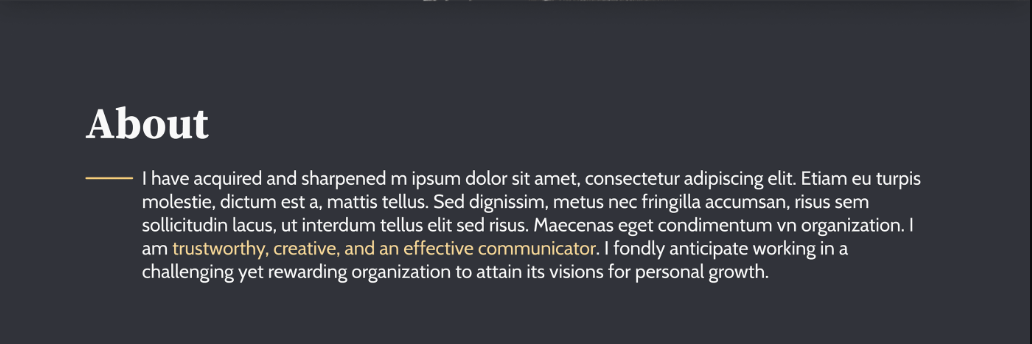 About
I have acquired and sharpened m ipsum dolor sit amet, consectetur adipiscing elit. Etiam eu turpis
molestie, dictum est a, mattis tellus. Sed dignissim, metus nec fringilla accumsan, risus sem
sollicitudin lacus, ut interdum tellus elit sed risus. Maecenas eget condimentum vn organization. I
am trustworthy, creative, and an effective communicator. I fondly anticipate working in a
challenging yet rewarding organization to attain its visions for personal growth.